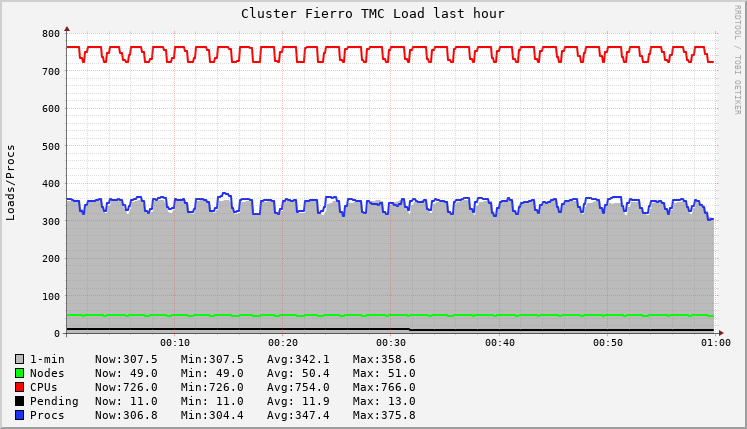 Cluster Fierro TMC Load last hour
RRDTOOL / TOBI OETIKER
Loads/Procs
800
700
600
500
400
300
200
100
0
00:10 00:20 00:30 00:40 00:50 01:00
1-min Now:307.5 Min:307.5 Avg:342.1 Max:358.6
Nodes Now: 49.0 Min: 49.0 Avg: 50.4 Max: 51.0
CPUs Now:726.0 Min:726.0 Avg:754.0 Max:766.0
Pending Now: 11.0 Min: 11.0 Avg: 11.9 Max: 13.0
Procs Now:306.8 Min:304.4 Avg:347.4 Max:375.8